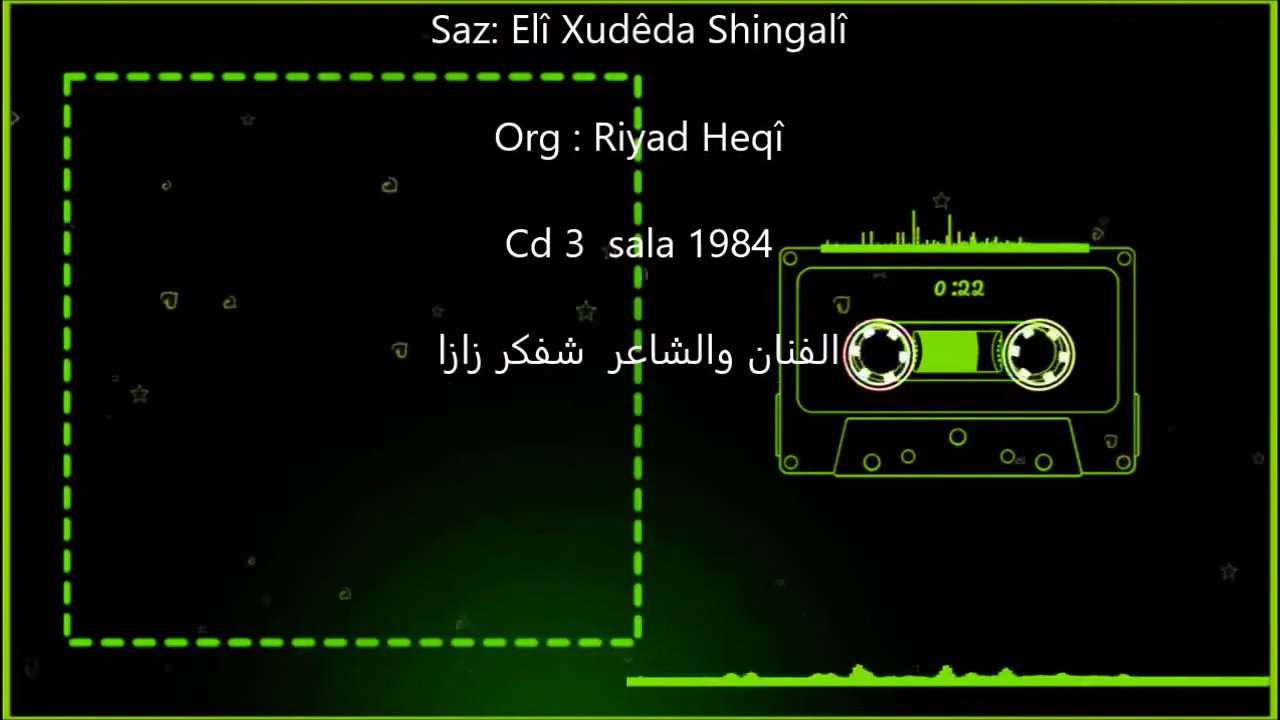 Saz: Elî Xudêda Shingalî
Org : Riyad Heqî
Cd 3  sala 1984
0:22
الفنان والشاعر  شفكر زازا